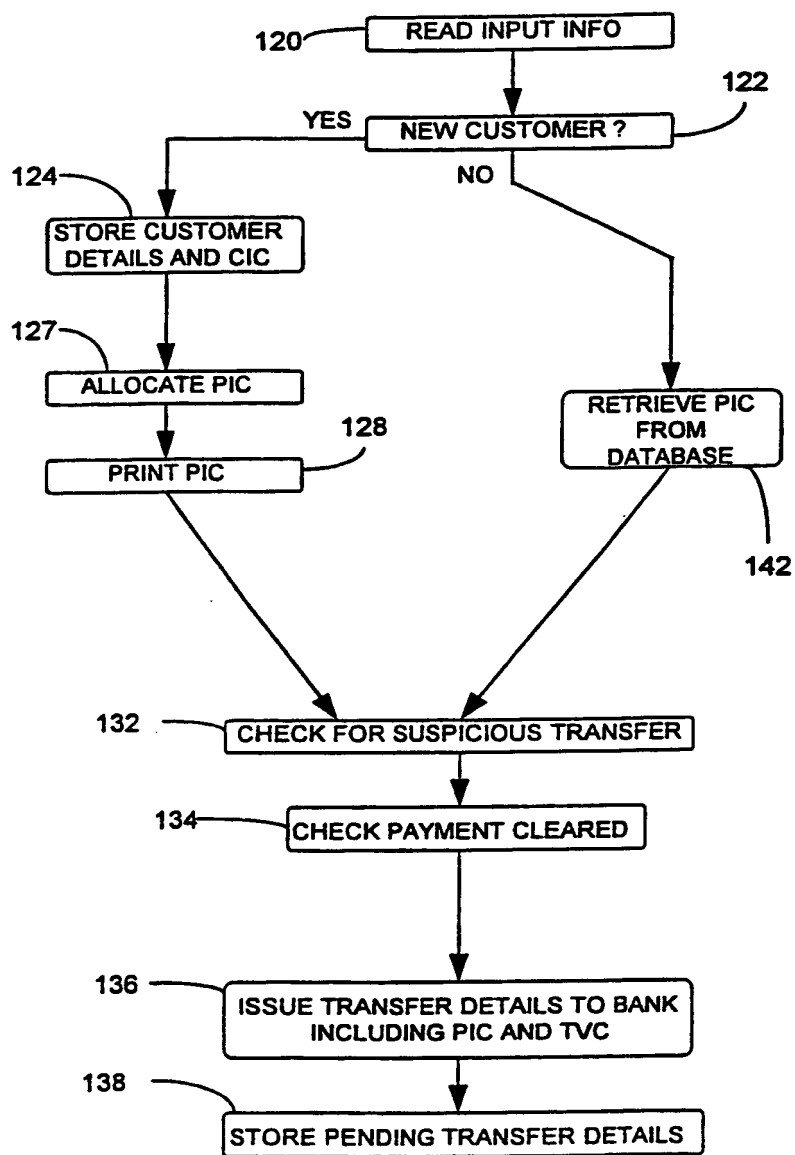 120
READ INPUT INFO
122
YES
NEW CUSTOMER ?
NO
124
STORE CUSTOMER
DETAILS AND CIC
127
ALLOCATE PIC
128
PRINT PIC
RETRIEVE PIC
FROM
DATABASE
142
132
CHECK FOR SUSPICIOUS TRANSFER
134
CHECK PAYMENT CLEARED
136
ISSUE TRANSFER DETAILS TO BANK
INCLUDING PIC AND TVC
138
STORE PENDING TRANSFER DETAILS